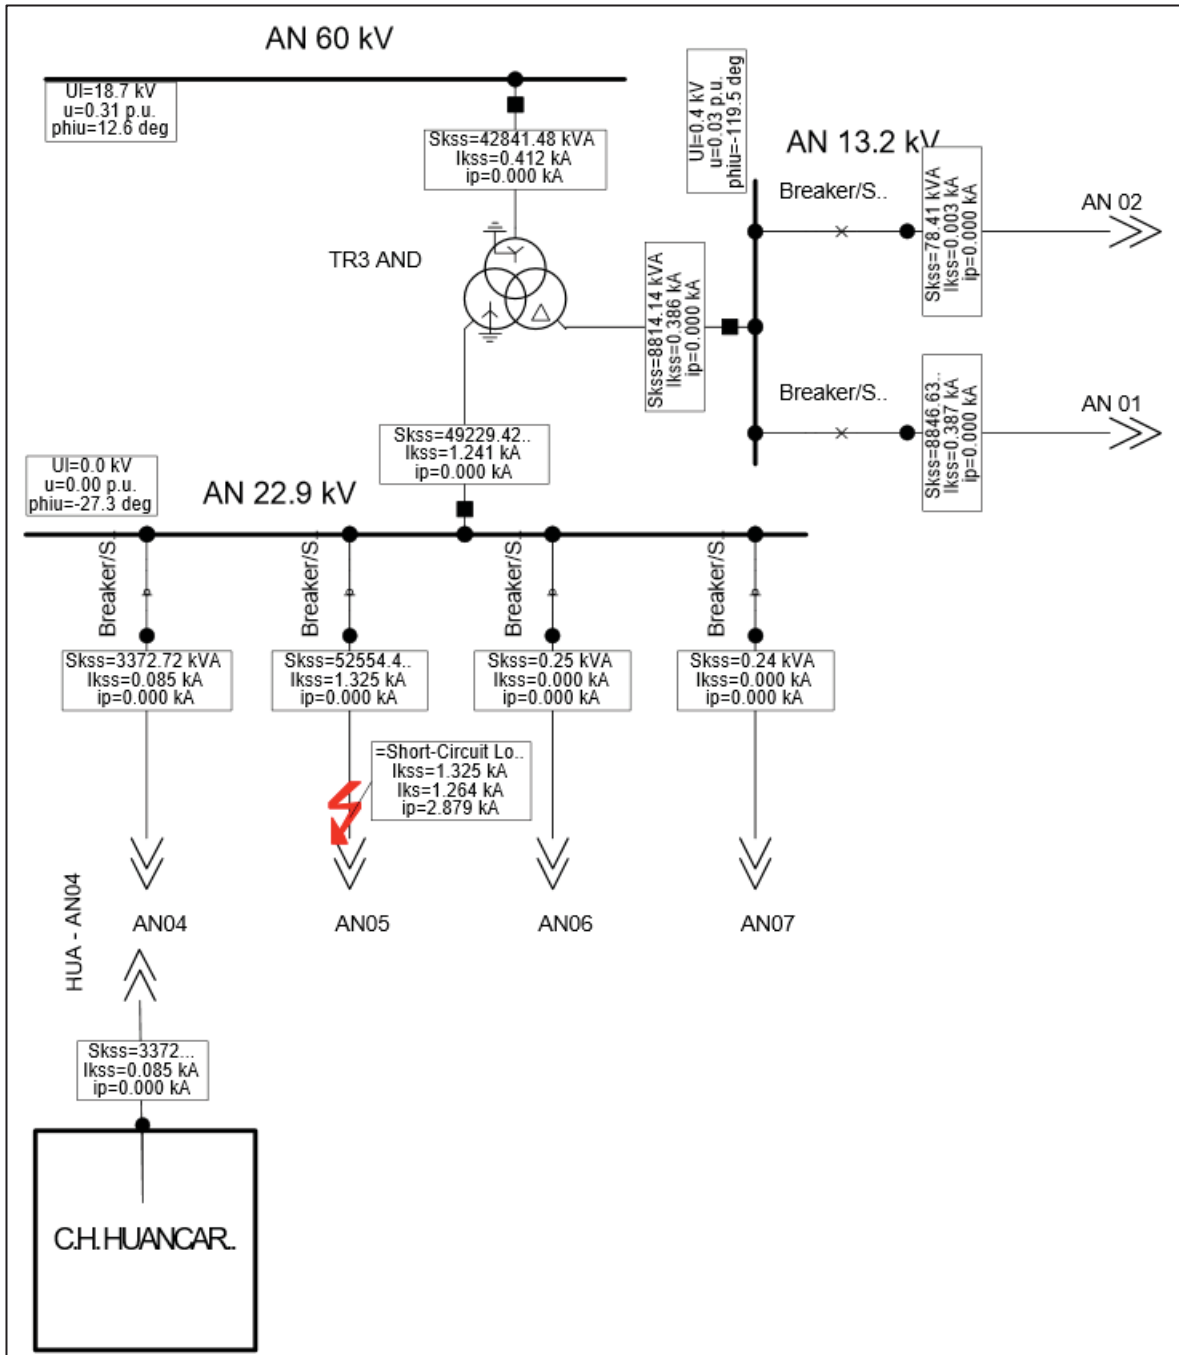 AN 60 kV
Ul=18.7 kV
u=0.31 p.u.
phiu=12.6 deg
Skss=42841.48 kVA
Ikss=0.412 kA
ip=0.000 kA
TR3 AND
Ul=0.4 kV
u=0.03 p.u.
phiu=-119.5 deg
AN 13.2 kV
Breaker/S..
Skss=78.41 kVA
Ikss=0.003 kA
ip=0.000 kA
AN 02
Skss=8814.14 kVA
Ikss=0.386 kA
ip=0.000 kA
Breaker/S..
Skss=8846.63..
Ikss=0.387 kA
ip=0.000 kA
AN 01
Skss=49229.42..
Ikss=1.241 kA
ip=0.000 kA
Ul=0.0 kV
u=0.00 p.u.
phiu=-27.3 deg
AN 22.9 kV
Breaker/S
Breaker/S
Breaker/S
Breaker/S
Skss=3372.72 kVA
Ikss=0.085 kA
ip=0.000 kA
Skss=52554.4..
Ikss=1.325 kA
ip=0.000 kA
Skss=0.25 kVA
Ikss=0.000 kA
ip=0.000 kA
Skss=0.24 kVA
Ikss=0.000 kA
ip=0.000 kA
=Short-Circuit Lo..
Ikss=1.325 kA
Iks=1.264 kA
ip=2.879 kA
HUA - AN04
AN04
AN05
AN06
AN07
Skss=3372...
Ikss=0.085 kA
ip=0.000 kA
C.H. HUANCAR..